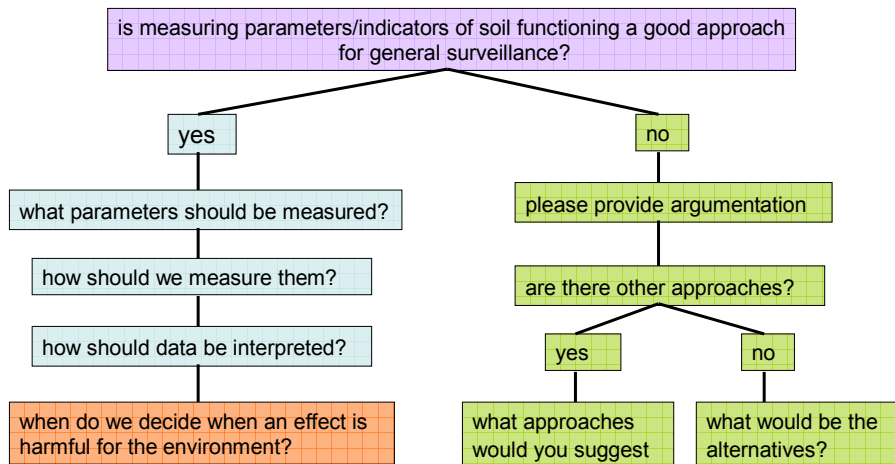 is measuring parameters/indicators of soil functioning a good approach
for general surveillance?
yes
no
what parameters should be measured?
please provide argumentation
how should we measure them?
are there other approaches?
how should data be interpreted?
yes
no
when do we decide when an effect is
harmful for the environment?
what approaches
would you suggest
what would be the
alternatives?